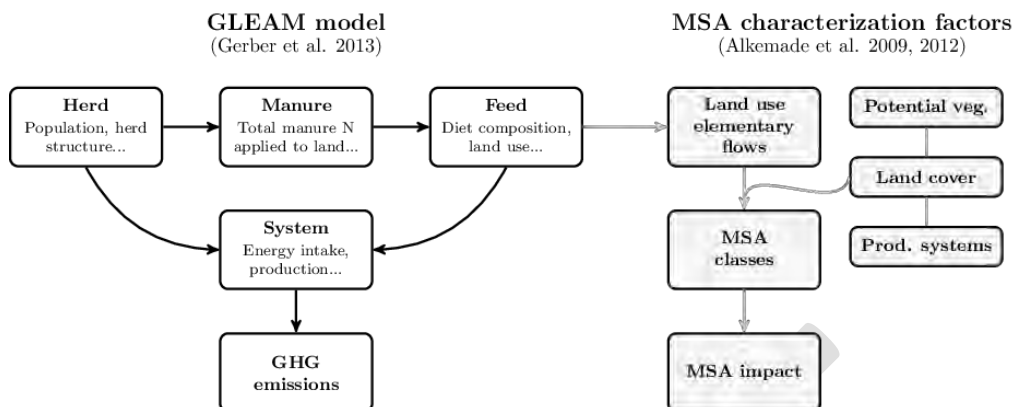 GLEAM model
(Gerber et al. 2013)
MSA characterization factors
(Alkemade et al. 2009, 2012)
Herd
Population, herd
structure...
Manure
Total manure N
applied to land...
Feed
Diet composition,
land use...
Land use
elementary
flows
Potential veg.
Land cover
Prod. systems
System
Energy intake,
production...
MSA
classes
GHG
emissions
MSA impact